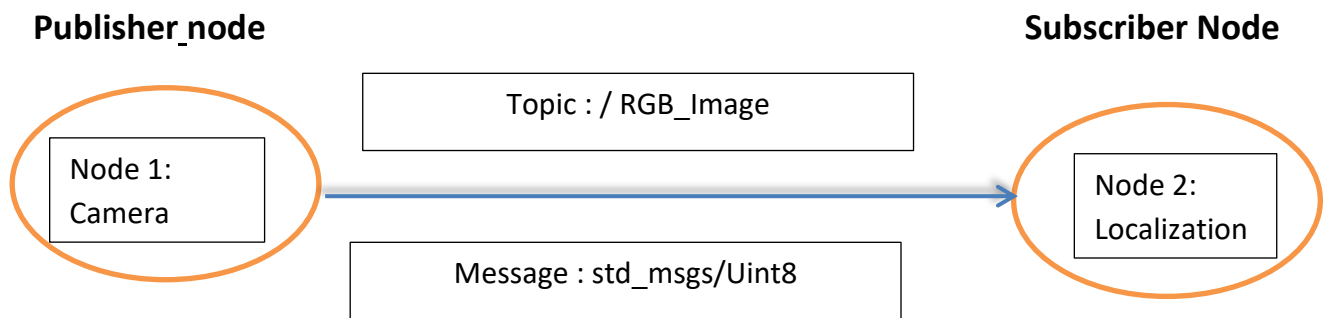 Publisher_node
Subscriber Node
Topic : / RGB_Image
Node 1:
Camera
Node 2:
Localization
Message : std_msgs/Uint8